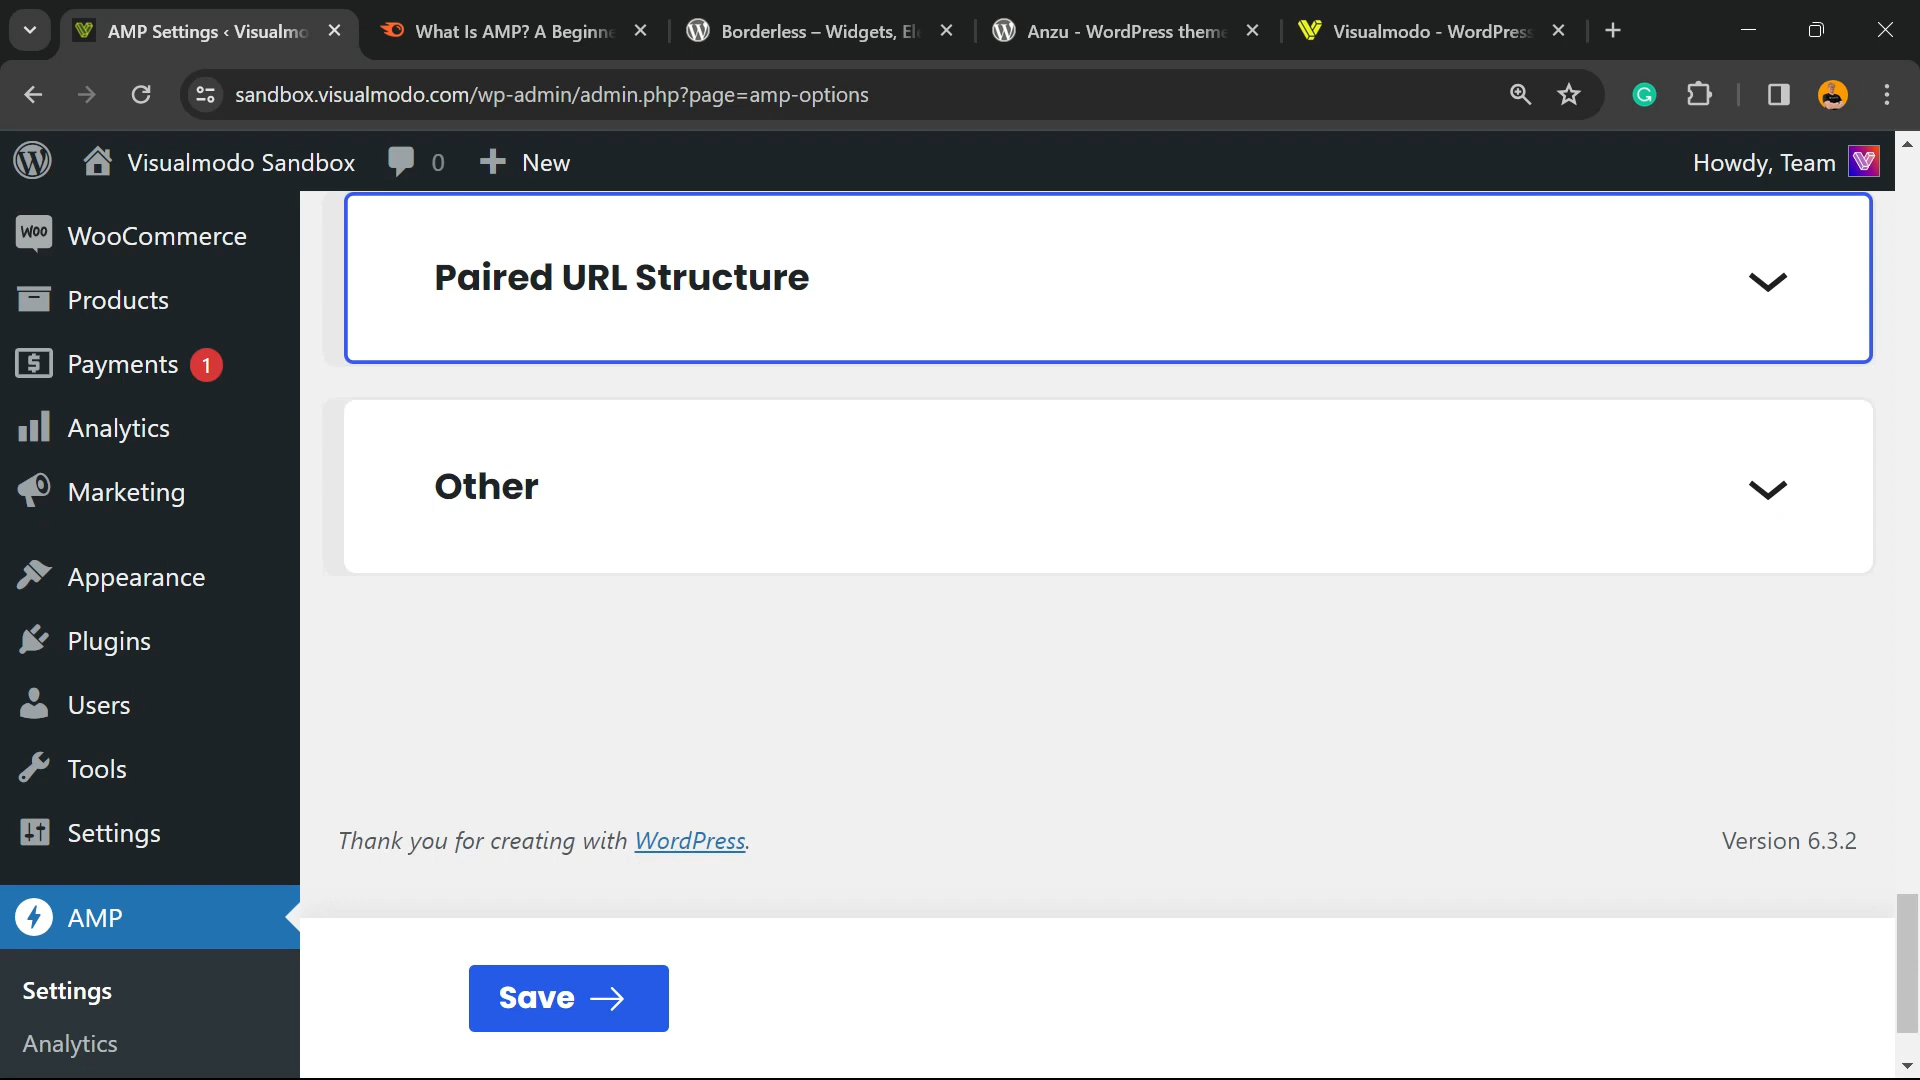 AMP Settings ‹ Visualmo
What Is AMP? A Beginne
Borderless – Widgets, El
Anzu - WordPress theme
Visualmodo - WordPress
sandbox.visualmodo.com/wp-admin/admin.php?page=amp-options
Visualmodo Sandbox
0
New
Howdy, Team
Woo
WooCommerce
Products
Payments 1
Analytics
Marketing
Appearance
Plugins
Users
Tools
Settings
AMP
Settings
Analytics
Paired URL Structure
Other
Thank you for creating with WordPress.
Version 6.3.2
Save